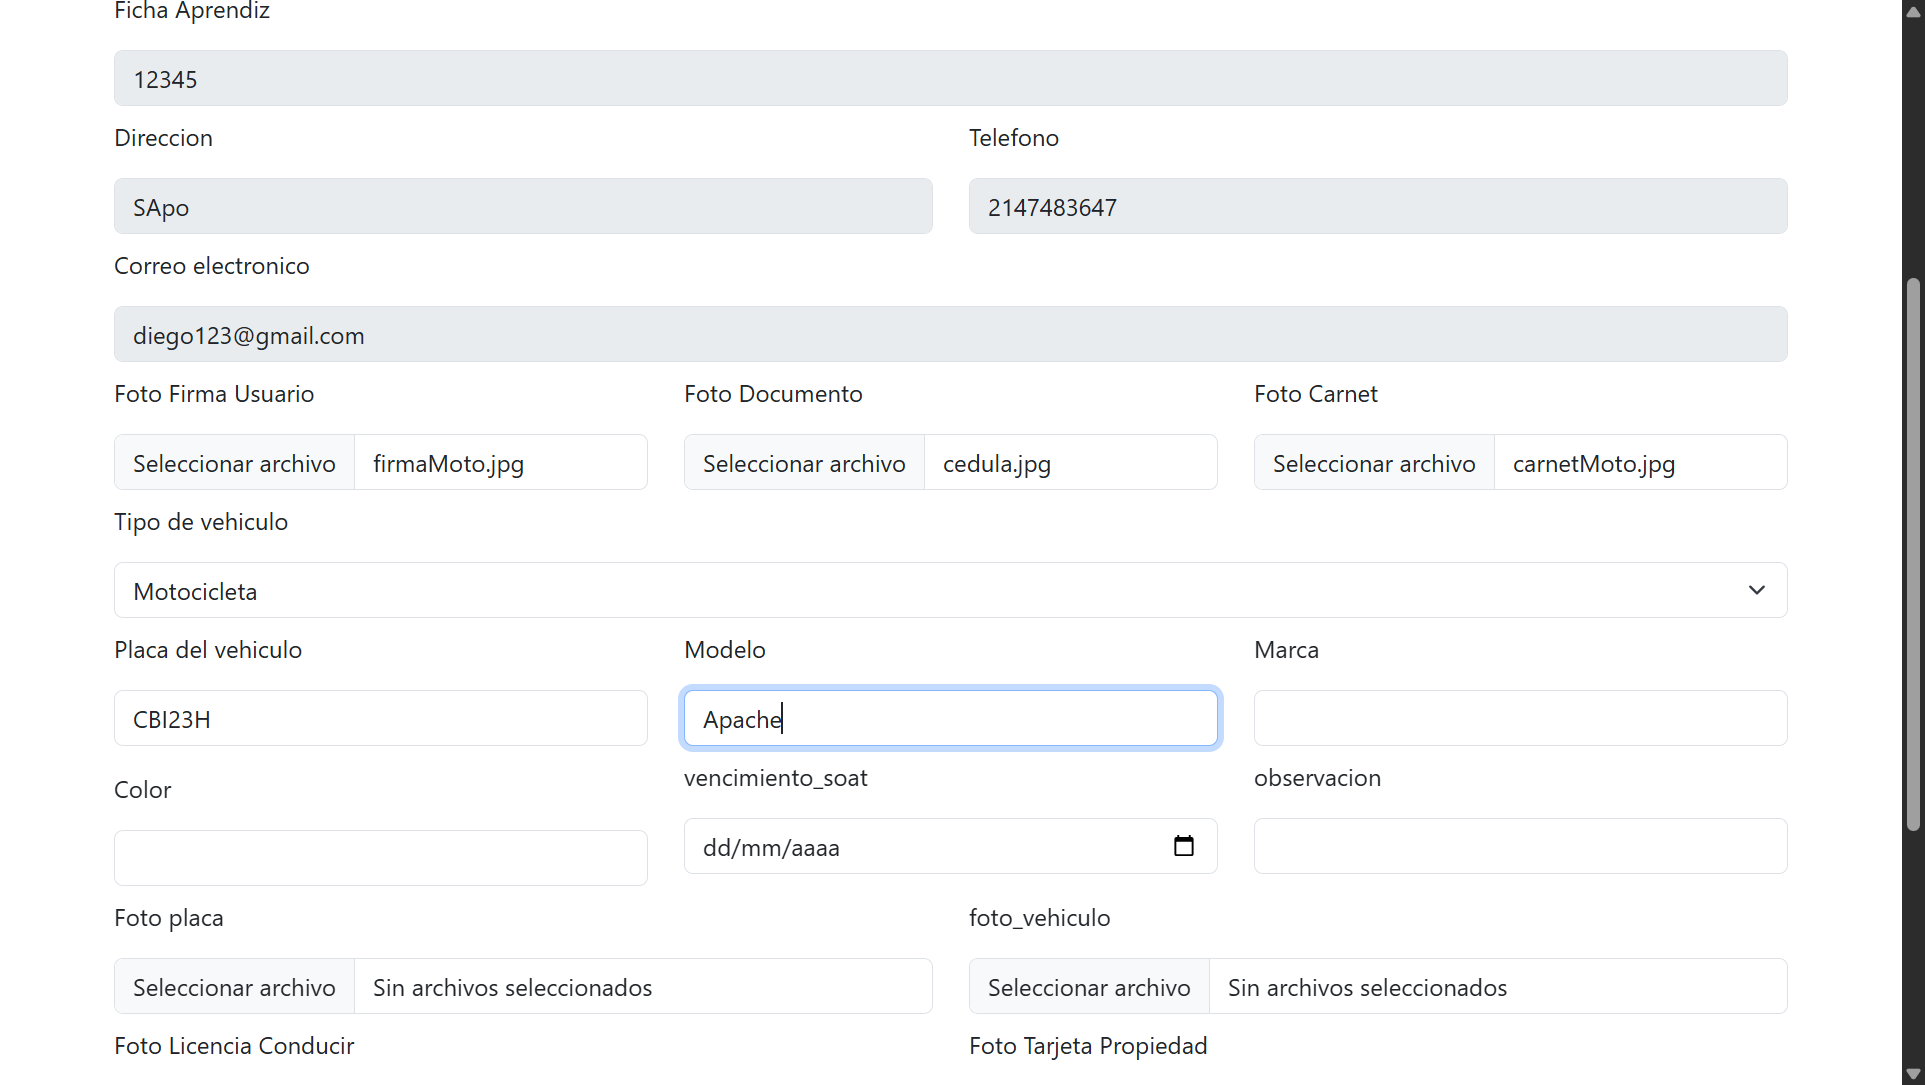 Ficha Aprendiz
12345
Direccion
Telefono
SApo
2147483647
Correo electronico
diego123@gmail.com
Foto Firma Usuario
Foto Documento
Foto Carnet
Seleccionar archivo firmaMoto.jpg
Seleccionar archivo cedula.jpg
Seleccionar archivo carnetMoto.jpg
Tipo de vehiculo
Motocicleta
Placa del vehiculo
Modelo
Marca
CBI23H
Apache
Color
vencimiento_soat
observacion
dd/mm/aaaa
Foto placa
foto_vehiculo
Seleccionar archivo Sin archivos seleccionados
Seleccionar archivo Sin archivos seleccionados
Foto Licencia Conducir
Foto Tarjeta Propiedad